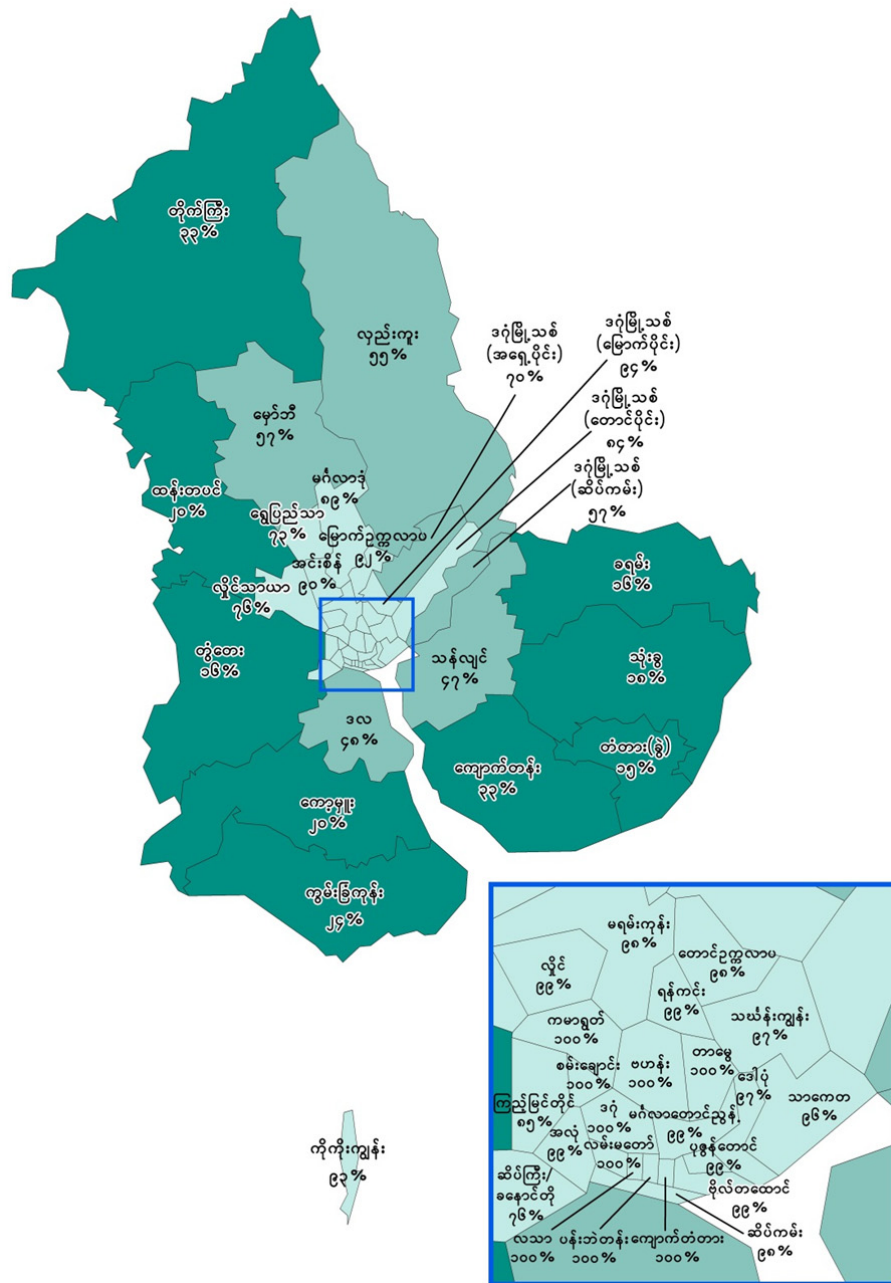 တိုက်ကြီး
၃၃%
လှည်းကူး
၅၅%
ဒဂုံမြို့သစ်
(အရှေ့ပိုင်း)
၇၀%
ဒဂုံမြို့သစ်
(မြောက်ပိုင်း)
၉၄%
ဒဂုံမြို့သစ်
(တောင်ပိုင်း)
၈၄%
ဒဂုံမြို့သစ်
(ဆိပ်ကမ်း)
၅၇%
မှော်ဘီ
၅၇%
မင်္ဂလာဒုံ
၈၉%
ထန်းတပင်
၂၀%
ရွှေပြည်သာ
၇၃%
မြောက်ဥက္ကလာပ
၉၂%
အင်းစိန်
၉၀%
လှိုင်သာယာ
၇၆%
ခရမ်း
၁၆%
တွံတေး
၁၆%
သန်လျင်
၄၇%
သုံးခွ
၁၈%
ဒလ
၄၈%
တံတား(ခွဲ)
၁၅%
ကျောက်တန်း
၃၃%
ကော့မှူး
၂၀%
ကွမ်းခြံကုန်း
၂၄%
ကိုကိုးကျွန်း
၉၃%
မရမ်းကုန်း
၉၈%
တောင်ဥက္ကလာပ
၉၈%
လှိုင်
၉၉%
ရန်ကင်း
၉၉%
သင်္ဃန်းကျွန်း
၉၇%
ကမာရွတ်
၁၀၀%
တာမွေ
၁၀၀%
စမ်းချောင်း
၁၀၀%
ဗဟန်း
၁၀၀%
ဒေါပုံ
၉၇%
သာကေတ
၉၆%
ကြည့်မြင်တိုင်
၈၅%
ဒဂုံ
၁၀၀%
မင်္ဂလာတောင်ညွန့်
၉၉%
အလုံ
၉၉%
လမ်းမတော်
၁၀၀%
ပုဇွန်တောင်
၉၉%
ဆိပ်ကြီး/
ခနောင်တို
၇၆%
ဗိုလ်တထောင်
၉၉%
ဆိပ်ကမ်း
၉၈%
လသာ
၁၀၀%
ပန်းဘဲတန်း
၁၀၀%
ကျောက်တံတား
၁၀၀%